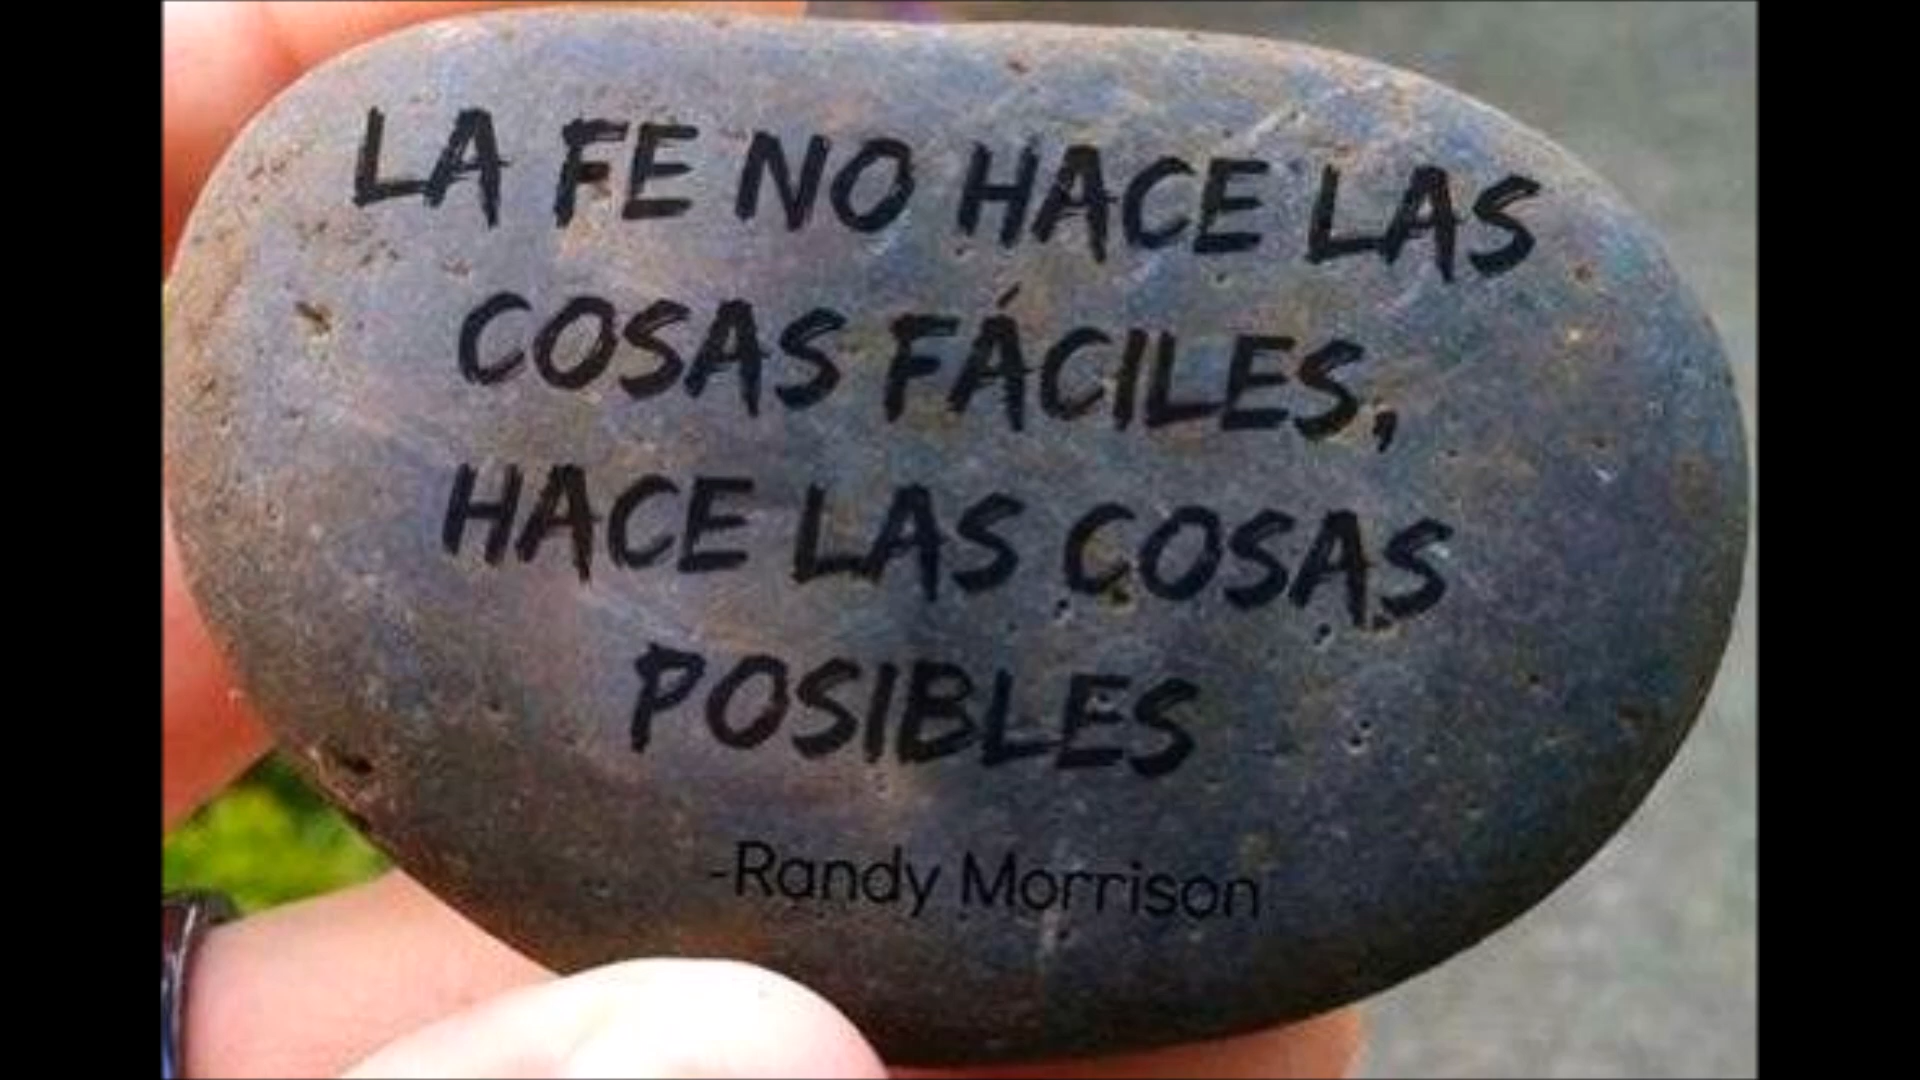 LA FE NO HACE LAS
COSAS FÁCILES,
HACE LAS COSAS
POSIBLES
-Randy Morrison